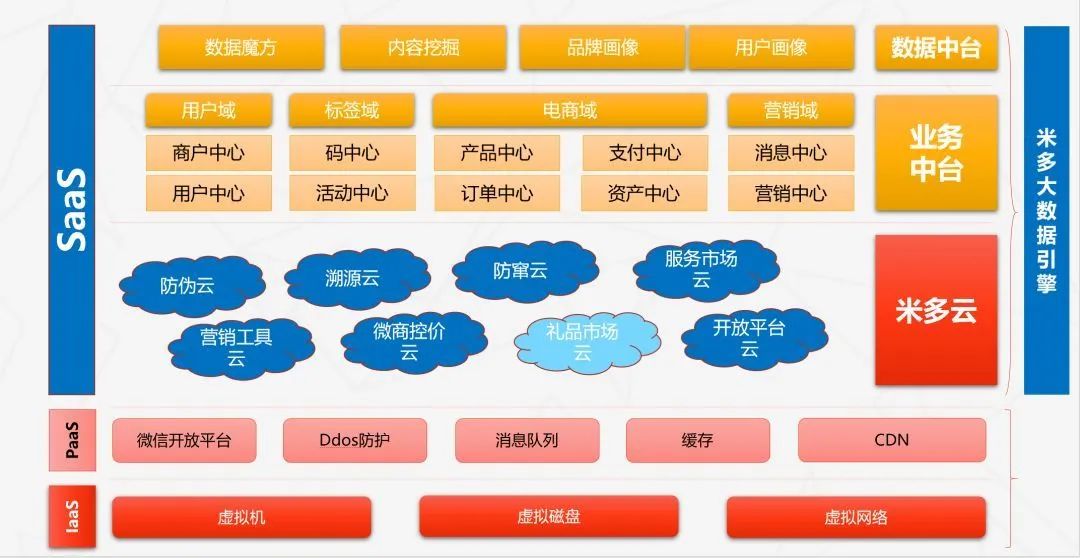 SaaS
数据魔方
内容挖掘
品牌画像
用户画像
数据中台
用户域
标签域
电商域
营销域
商户中心
码中心
产品中心
支付中心
消息中心
用户中心
活动中心
订单中心
资产中心
营销中心
业务
中台
防伪云
溯源云
防窜云
服务市场
云
营销工具
云
微商控价
云
礼品市场
云
开放平台
云
米多云
米多大数据引擎
PaaS
微信开放平台
Ddos防护
消息队列
缓存
CDN
IaaS
虚拟机
虚拟磁盘
虚拟网络